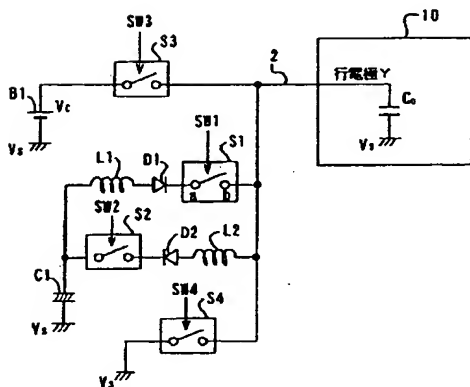 SW3
S3
10
2
行電極Y
B1
Vc
C₀
Vs
Vs
L1
D1
SW1
S1
a
b
SW2
S2
D2
L2
C1
Vs
SW4
S4
Vs